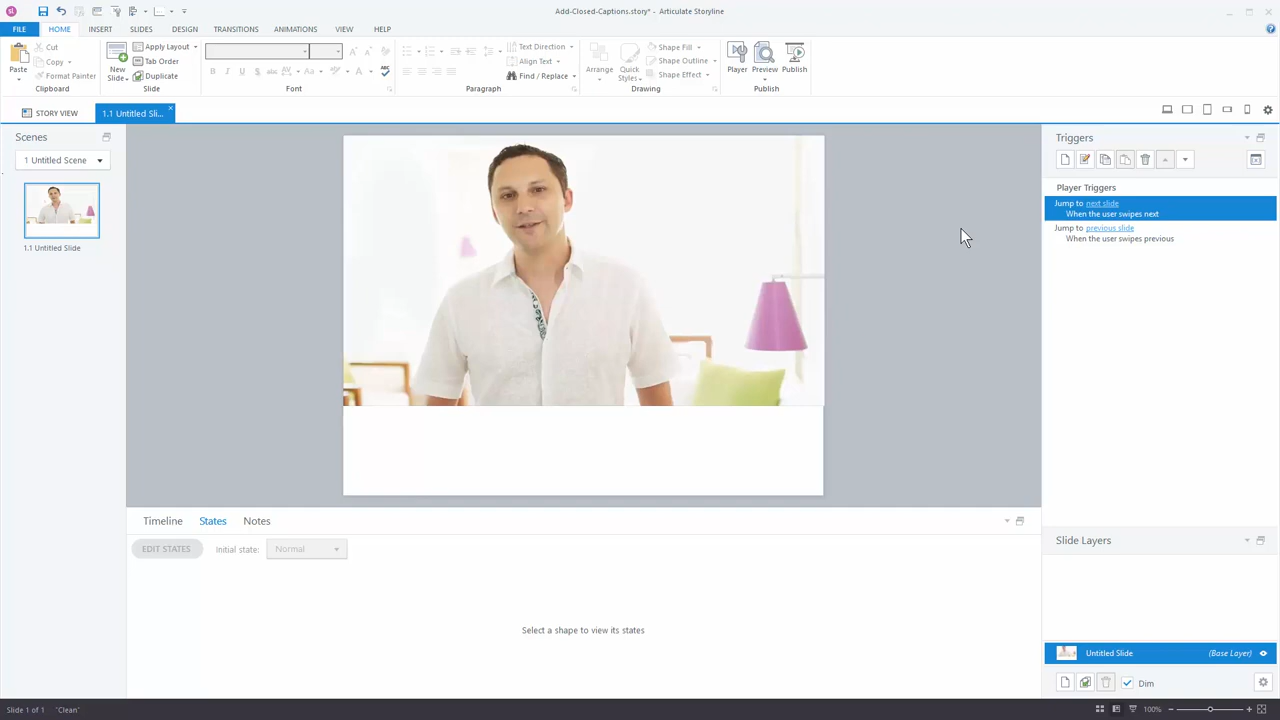 Add-Closed-Captions.story* - Articulate Storyline
FILE HOME INSERT SLIDES DESIGN TRANSITIONS ANIMATIONS VIEW HELP
Paste
Cut
Copy
Format Painter
Clipboard
New Slide
Apply Layout
Tab Order
Duplicate
Slide
Font
Text Direction
Align Text
Find / Replace
Paragraph
Arrange
Quick Styles
Shape Fill
Shape Outline
Shape Effect
Drawing
Player
Preview
Publish
Publish
STORY VIEW
1.1 Untitled Sli...
Scenes
1 Untitled Scene
1.1 Untitled Slide
Triggers
Player Triggers
Jump to next slide
When the user swipes next
Jump to previous slide
When the user swipes previous
Timeline States Notes
EDIT STATES Initial state: Normal
Select a shape to view its states
Slide Layers
Untitled Slide (Base Layer)
Dim
Slide 1 of 1 "Clean"
100%